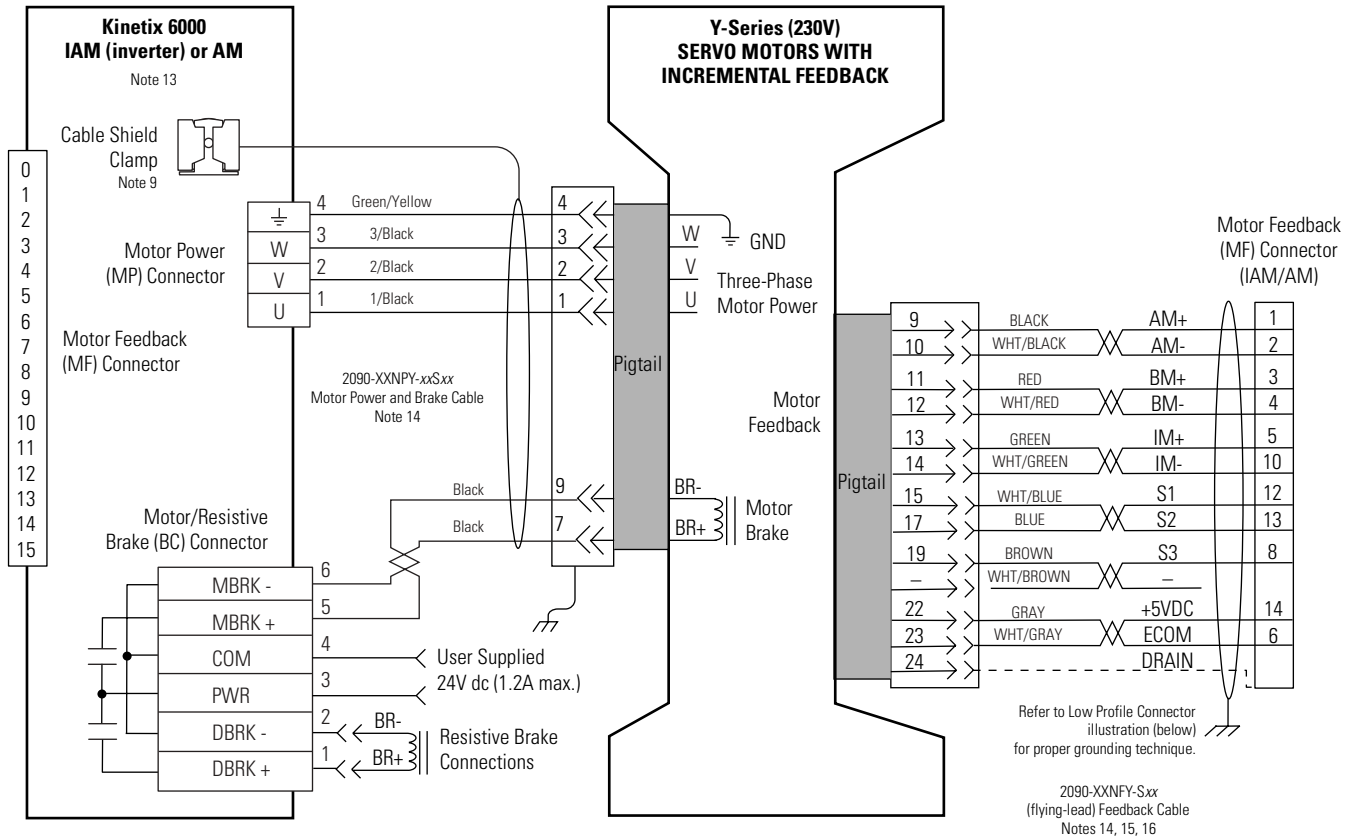 Kinetix 6000
IAM (inverter) or AM
Note 13
Cable Shield
Clamp
Note 9
0
1
2
3
4
5
6
7
8
9
10
11
12
13
14
15
Motor Feedback
(MF) Connector
Motor Power
(MP) Connector
W
V
U
4 Green/Yellow 4
3 3/Black 3
2 2/Black 2
1 1/Black 1
2090-XXNPY-xxSxx
Motor Power and Brake Cable
Note 14
Black 9
Black 7
Motor/Resistive
Brake (BC) Connector
MBRK - 6
MBRK + 5
COM 4
PWR 3
DBRK - 2
DBRK + 1
User Supplied
24V dc (1.2A max.)
BR-
BR+
Resistive Brake
Connections
Y-Series (230V)
SERVO MOTORS WITH
INCREMENTAL FEEDBACK
Pigtail
W
V
U
GND
Three-Phase
Motor Power
BR-
BR+
Motor
Brake
Motor
Feedback
Pigtail
Motor Feedback
(MF) Connector
(IAM/AM)
9 BLACK AM+ 1
10 WHT/BLACK AM- 2
11 RED BM+ 3
12 WHT/RED BM- 4
13 GREEN IM+ 5
14 WHT/GREEN IM- 10
15 WHT/BLUE S1 12
17 BLUE S2 13
19 BROWN S3 8
– WHT/BROWN –
22 GRAY +5VDC 14
23 WHT/GRAY ECOM 6
24 DRAIN
Refer to Low Profile Connector
illustration (below)
for proper grounding technique.
2090-XXNFY-Sxx
(flying-lead) Feedback Cable
Notes 14, 15, 16